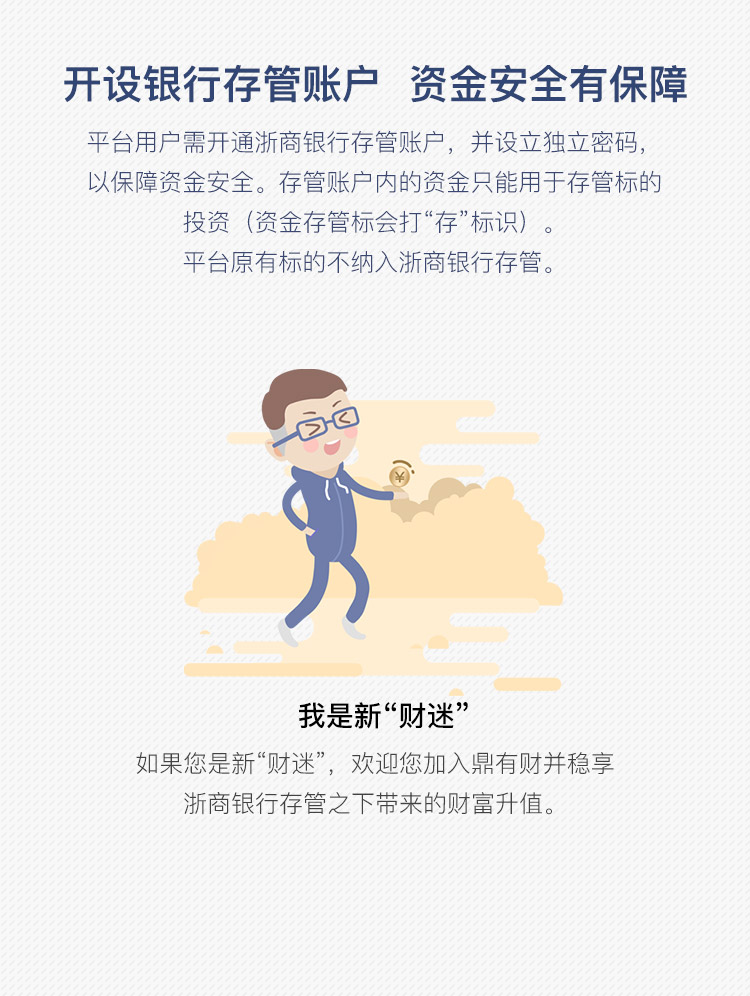 开设银行存管账户 资金安全有保障
平台用户需开通浙商银行存管账户，并设立独立密码，
以保障资金安全。存管账户内的资金只能用于存管标的
投资（资金存管标会打“存”标识）。
平台原有标的不纳入浙商银行存管。
¥
我是新“财迷”
如果您是新“财迷”，欢迎您加入鼎有财并稳享
浙商银行存管之下带来的财富升值。